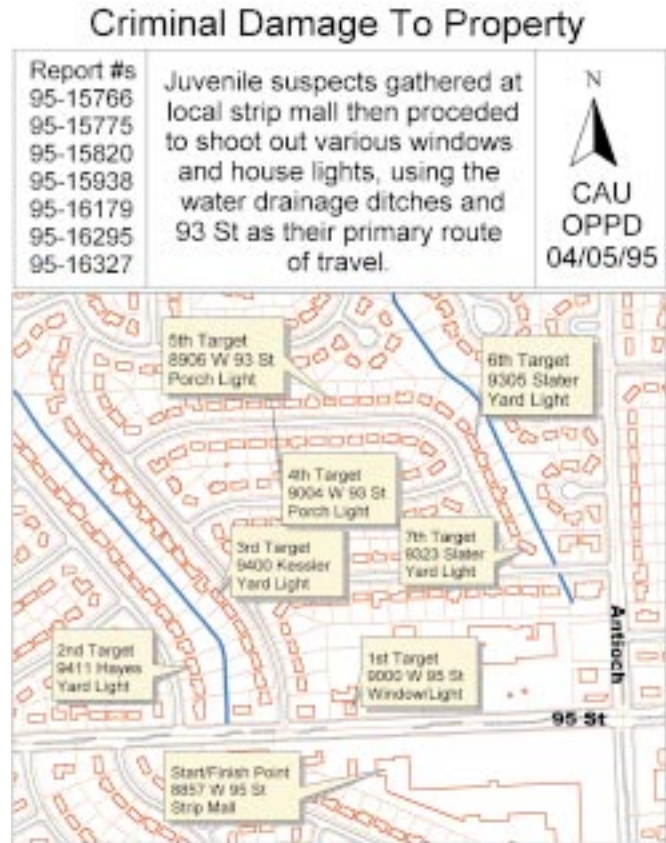 Criminal Damage To Property
Report #s
95-15766
95-15775
95-15820
95-15938
95-16179
95-16295
95-16327
Juvenile suspects gathered at
local strip mall then proceded
to shoot out various windows
and house lights, using the
water drainage ditches and
93 St as their primary route
of travel.
N
CAU
OPPD
04/05/95
5th Target
8906 W 93 St
Porch Light
6th Target
9305 Slater
Yard Light
4th Target
9004 W 93 St
Porch Light
3rd Target
9400 Kessler
Yard Light
7th Target
9323 Slater
Yard Light
2nd Target
9411 Hayes
Yard Light
1st Target
9000 W 95 St
Window/Light
Antioch
95 St
Start/Finish Point
8857 W 95 St
Strip Mall